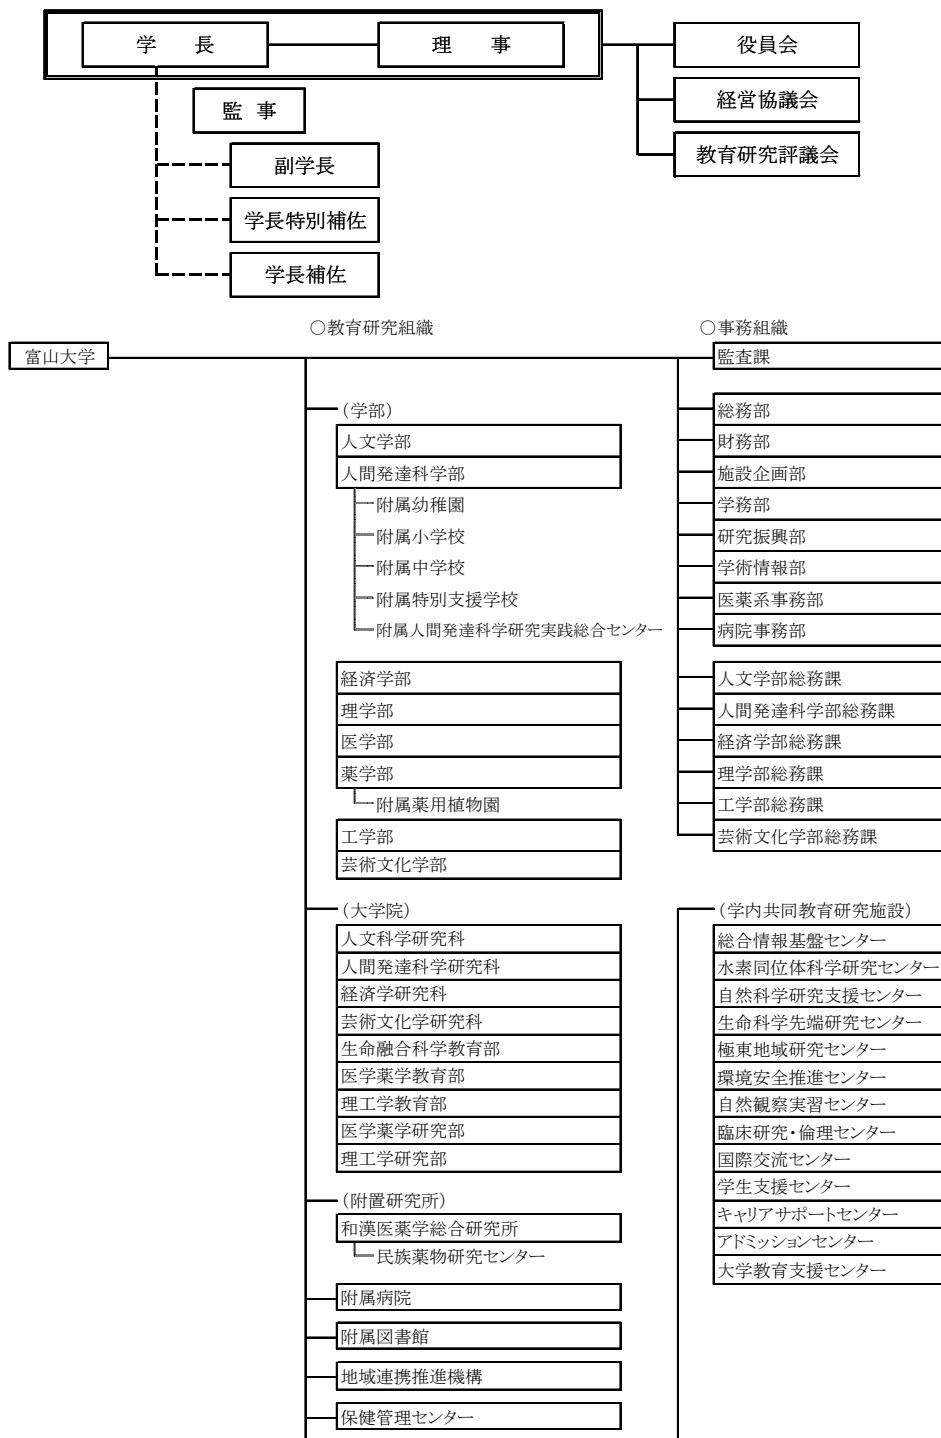 学　長
理　事
役員会
経営協議会
教育研究評議会
監　事
副学長
学長特別補佐
学長補佐
○教育研究組織
○事務組織
富山大学
監査課
(学部)
人文学部
人間発達科学部
附属幼稚園
附属小学校
附属中学校
附属特別支援学校
附属人間発達科学研究実践総合センター
経済学部
理学部
医学部
薬学部
附属薬用植物園
工学部
芸術文化学部
総務部
財務部
施設企画部
学務部
研究振興部
学術情報部
医薬系事務部
病院事務部
人文学部総務課
人間発達科学部総務課
経済学部総務課
理学部総務課
工学部総務課
芸術文化学部総務課
(大学院)
人文科学研究科
人間発達科学研究科
経済学研究科
芸術文化学研究科
生命融合科学教育部
医学薬学教育部
理工学教育部
医学薬学研究部
理工学研究部
(附置研究所)
和漢医薬学総合研究所
民族薬物研究センター
附属病院
附属図書館
地域連携推進機構
保健管理センター
(学内共同教育研究施設)
総合情報基盤センター
水素同位体科学研究センター
自然科学研究支援センター
生命科学先端研究センター
極東地域研究センター
環境安全推進センター
自然観察実習センター
臨床研究・倫理センター
国際交流センター
学生支援センター
キャリアサポートセンター
アドミッションセンター
大学教育支援センター